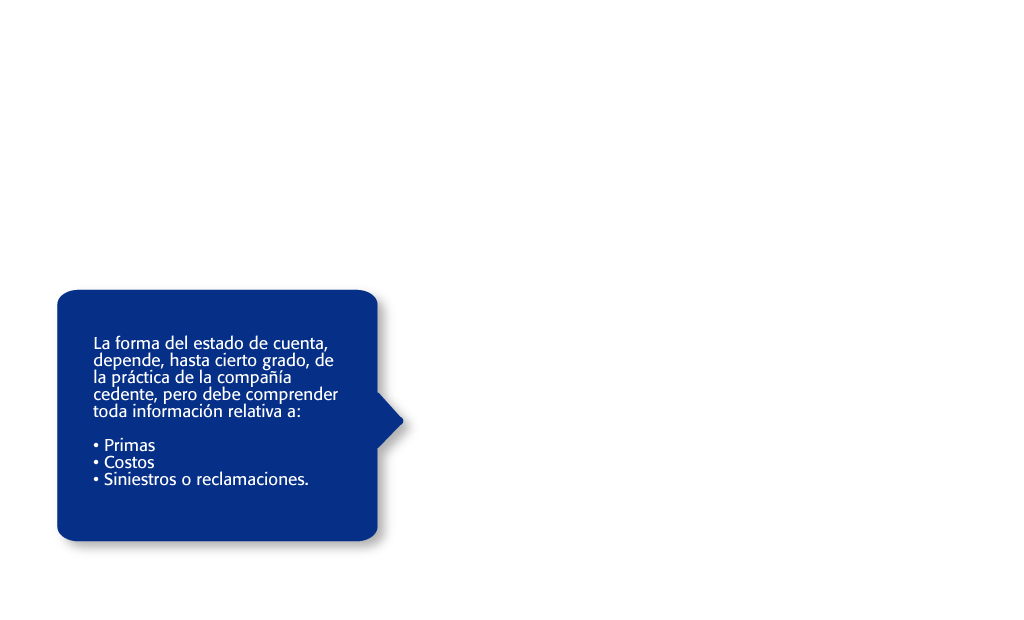 La forma del estado de cuenta,
depende, hasta cierto grado, de
la práctica de la compañía
cedente, pero debe comprender
toda información relativa a:
• Primas
• Costos
• Siniestros o reclamaciones.